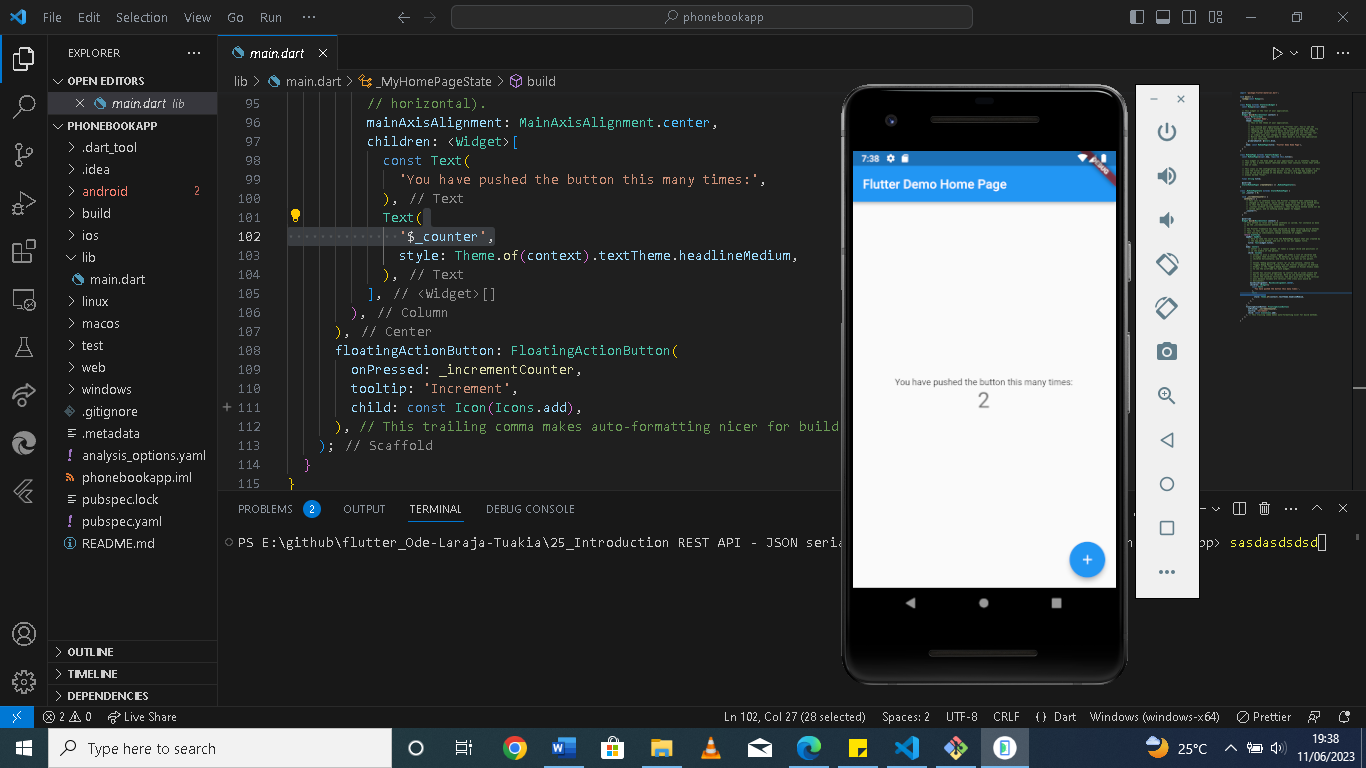 File Edit Selection View Go Run ··· phonebookapp
EXPLORER ···
OPEN EDITORS
main.dart lib
PHONEBOOKAPP
.dart_tool
.idea
android 2
build
ios
lib
main.dart
linux
macos
test
web
windows
.gitignore
.metadata
analysis_options.yaml
phonebookapp.iml
pubspec.lock
pubspec.yaml
README.md
OUTLINE
TIMELINE
DEPENDENCIES
main.dart
lib > main.dart > _MyHomePageState > build
95 // horizontal).
96 mainAxisAlignment: MainAxisAlignment.center,
97 children: <Widget>[
98 const Text(
99 'You have pushed the button this many times:',
100 ), // Text
101 Text(
102 '$_counter',
103 style: Theme.of(context).textTheme.headlineMedium,
104 ), // Text
105 ], // <Widget>[]
106 ), // Column
107 ), // Center
108 floatingActionButton: FloatingActionButton(
109 onPressed: _incrementCounter,
110 tooltip: 'Increment',
111 child: const Icon(Icons.add),
112 ), // This trailing comma makes auto-formatting nicer for build
113 ); // Scaffold
114 }
115 }
PROBLEMS 2 OUTPUT TERMINAL DEBUG CONSOLE
PS E:\github\flutter_Ode-Laraja-Tuakia\25_Introduction REST API - JSON seria
pp> sasdasdsdsd
7:38
Flutter Demo Home Page
You have pushed the button this many times:
2
+
2 0 Live Share Ln 102, Col 27 (28 selected) Spaces: 2 UTF-8 CRLF {} Dart Windows (windows-x64) Prettier
Type here to search
25°C
19:38
11/06/2023